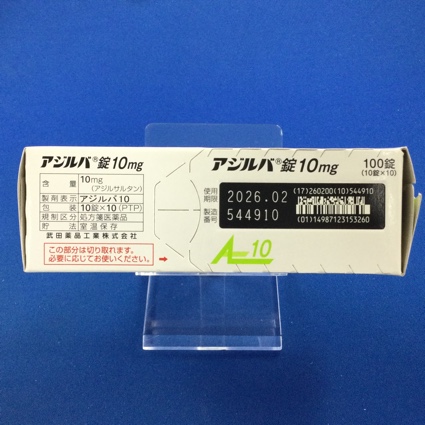 アジルバ®錠10mg
含量 10mg
(アジルサルタン)
製剤表示 アジルバ10
包装 10錠×10(PTP)
規制区分 処方箋医薬品
貯法 室温保存
武田薬品工業株式会社
この部分は切り取れます。
必要に応じてお使いください。
アジルバ®錠10mg
100錠
(10錠×10)
使用期限 2026.02
製造番号 544910
(17)260200(10)544910
(01)14987123153260
10